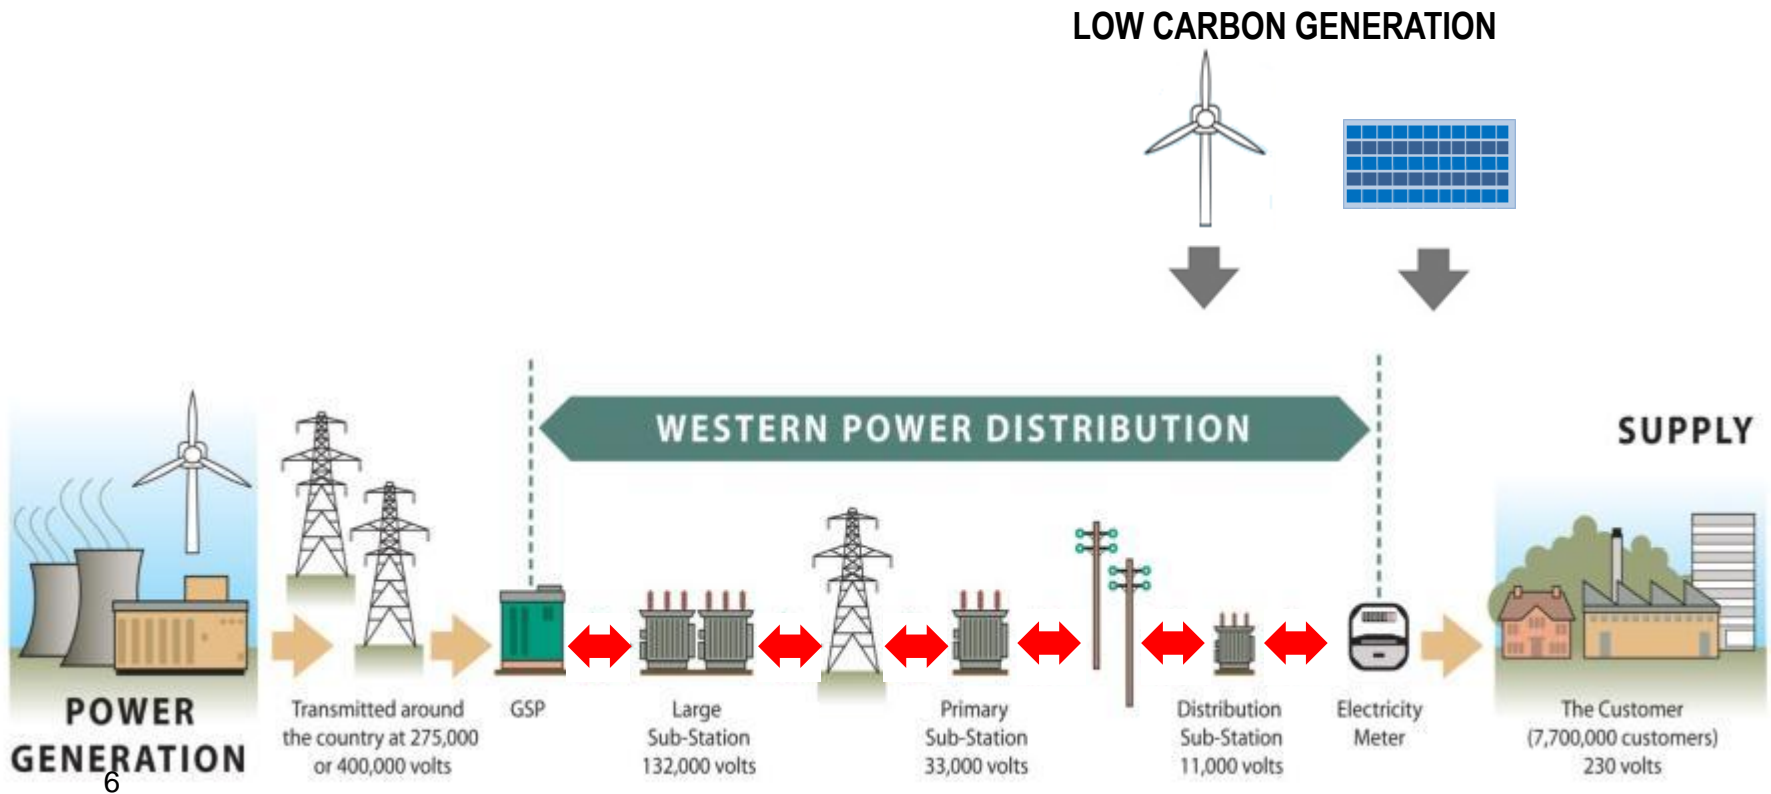 LOW CARBON GENERATION
WESTERN POWER DISTRIBUTION
SUPPLY
POWER
GENERATION
6
Transmitted around
the country at 275,000
or 400,000 volts
GSP
Large
Sub-Station
132,000 volts
Primary
Sub-Station
33,000 volts
Distribution
Sub-Station
11,000 volts
Electricity
Meter
The Customer
(7,700,000 customers)
230 volts